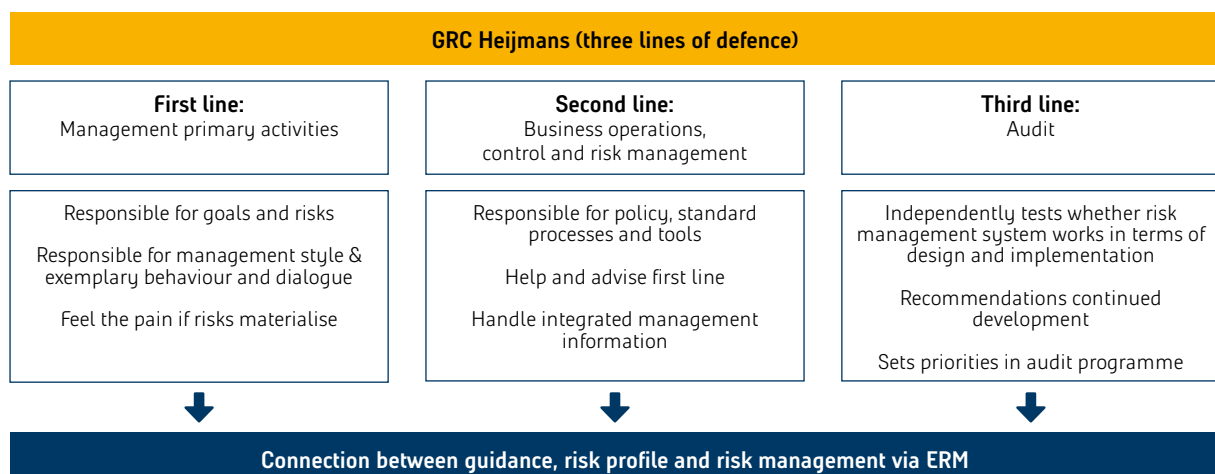 GRC Heijmans (three lines of defence)
First line:
Management primary activities
Second line:
Business operations,
control and risk management
Third line:
Audit
Responsible for goals and risks
Responsible for management style &
exemplary behaviour and dialogue
Feel the pain if risks materialise
Responsible for policy, standard
processes and tools
Help and advise first line
Handle integrated management
information
Independently tests whether risk
management system works in terms of
design and implementation
Recommendations continued
development
Sets priorities in audit programme
Connection between guidance, risk profile and risk management via ERM